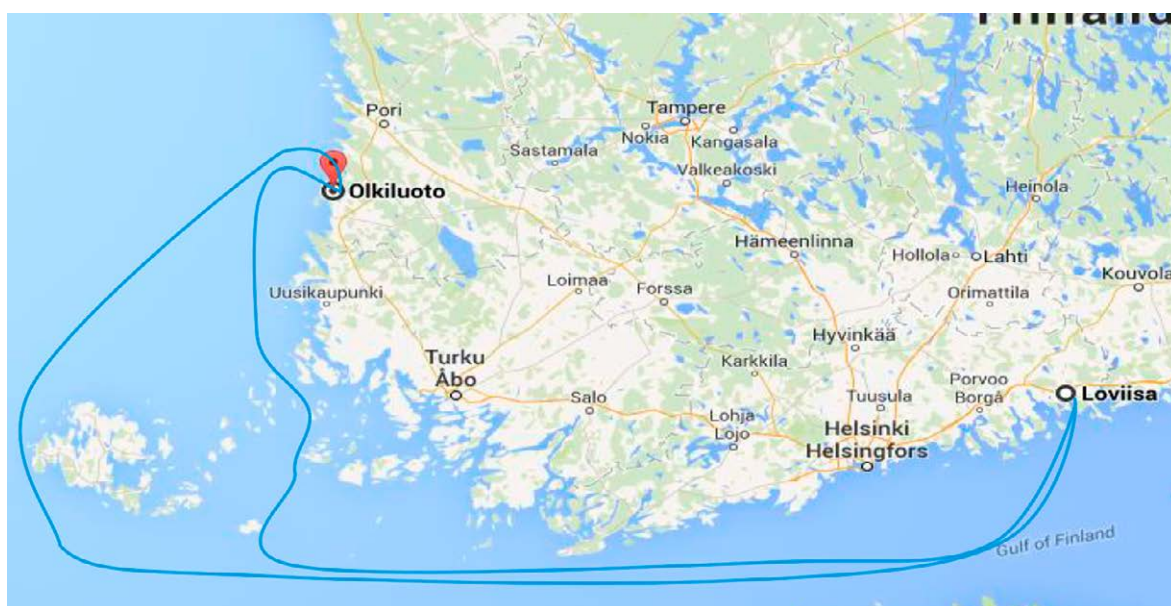 Finland
Pori
Tampere
Nokia
Kangasala
Sastamala
Valkeakoski
Olkiluoto
Heinola
Hämeenlinna
Hollola
Lahti
Kouvola
Uusikaupunki
Loimaa
Forssa
Orimattila
Hyvinkää
Turku
Åbo
Karkkila
Salo
Tuusula
Porvoo
Borgå
Loviisa
Lohja
Lojo
Helsinki
Helsingfors
Gulf of Finland